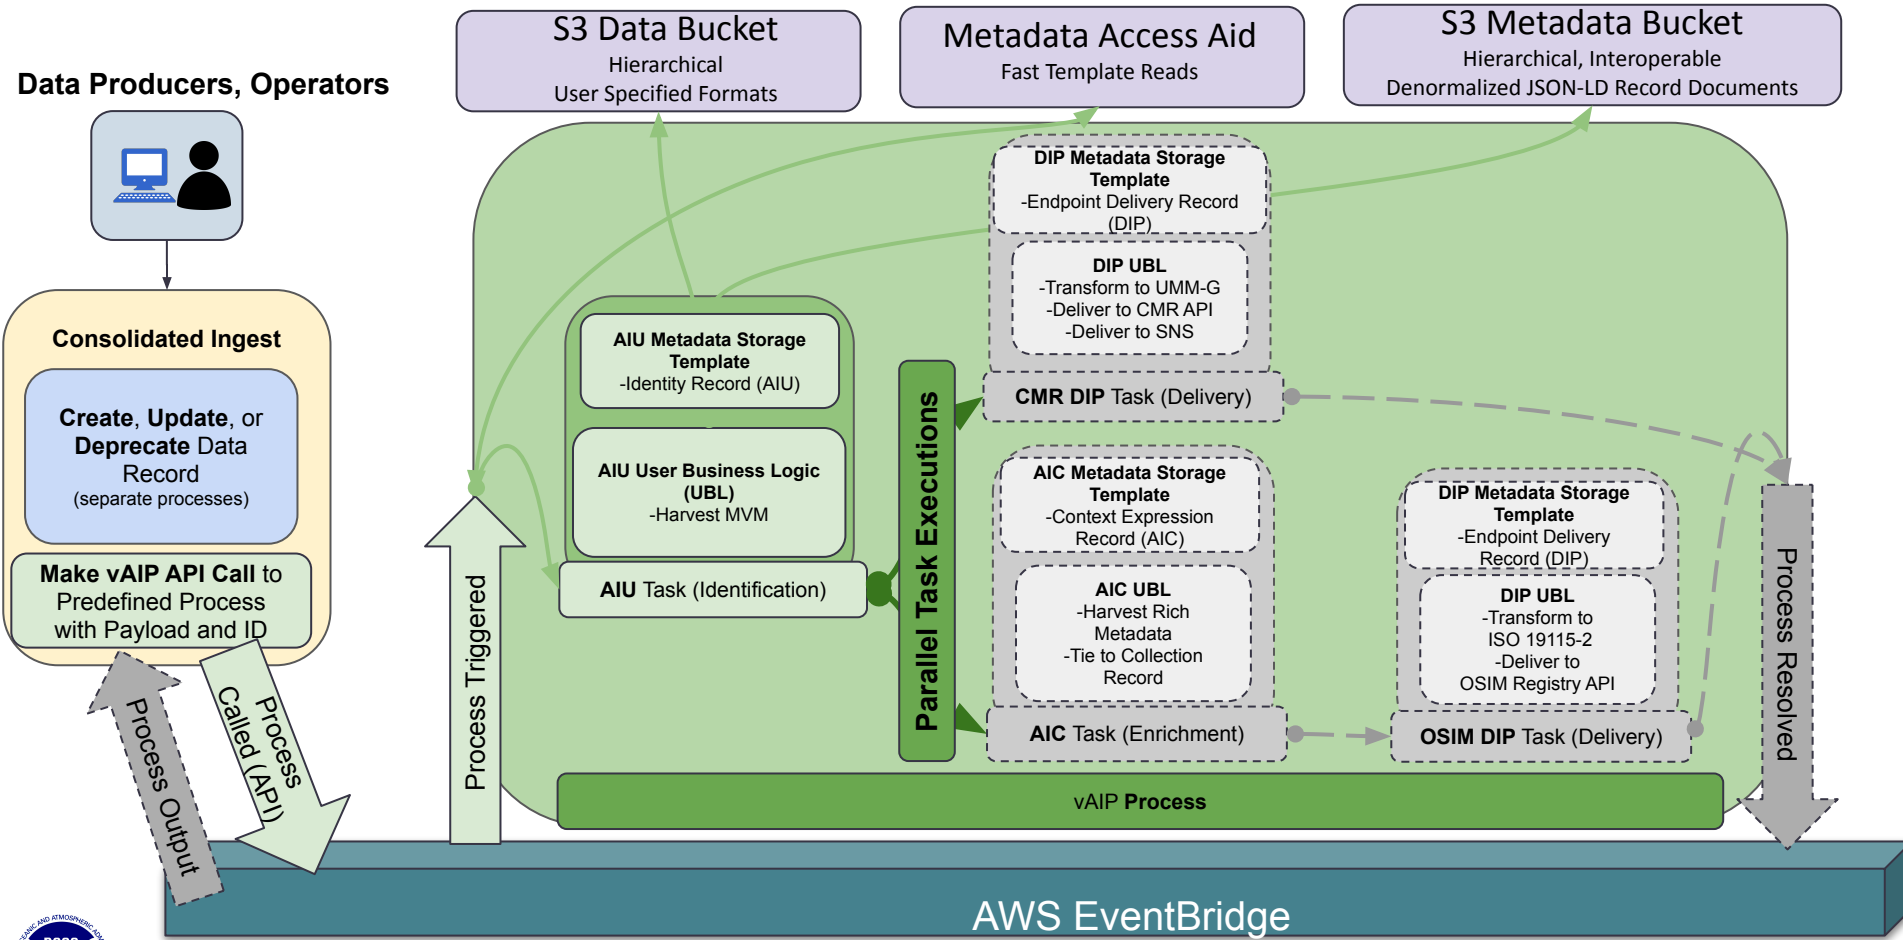 S3 Data Bucket
Hierarchical
User Specified Formats
Metadata Access Aid
Fast Template Reads
S3 Metadata Bucket
Hierarchical, Interoperable
Denormalized JSON-LD Record Documents
Data Producers, Operators
Consolidated Ingest
Create, Update, or
Deprecate Data
Record
(separate processes)
Make vAIP API Call to
Predefined Process
with Payload and ID
Process Output
Process
Called (API)
Process Triggered
AIU Metadata Storage
Template
-Identity Record (AIU)
AIU User Business Logic
(UBL)
-Harvest MVM
AIU Task (Identification)
Parallel Task Executions
DIP Metadata Storage
Template
-Endpoint Delivery Record
(DIP)
DIP UBL
-Transform to UMM-G
-Deliver to CMR API
-Deliver to SNS
CMR DIP Task (Delivery)
AIC Metadata Storage
Template
-Context Expression
Record (AIC)
AIC UBL
-Harvest Rich
Metadata
-Tie to Collection
Record
AIC Task (Enrichment)
DIP Metadata Storage
Template
-Endpoint Delivery
Record (DIP)
DIP UBL
-Transform to
ISO 19115-2
-Deliver to
OSIM Registry API
OSIM DIP Task (Delivery)
Process Resolved
vAIP Process
AWS EventBridge